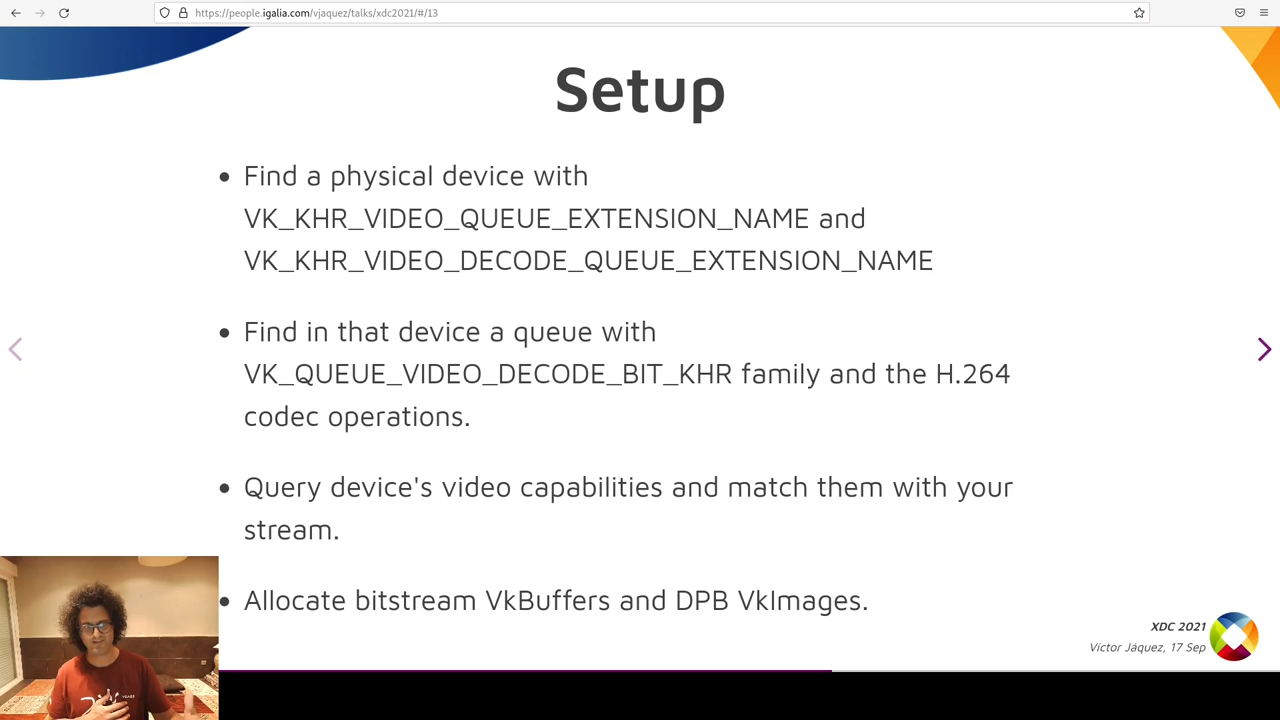 https://people.igalia.com/vjaquez/talks/xdc2021/#/13
Setup
Find a physical device with
VK_KHR_VIDEO_QUEUE_EXTENSION_NAME and
VK_KHR_VIDEO_DECODE_QUEUE_EXTENSION_NAME
Find in that device a queue with
VK_QUEUE_VIDEO_DECODE_BIT_KHR family and the H.264
codec operations.
Query device's video capabilities and match them with your
stream.
Allocate bitstream VkBuffers and DPB VkImages.
XDC 2021
Víctor Jáquez, 17 Sep